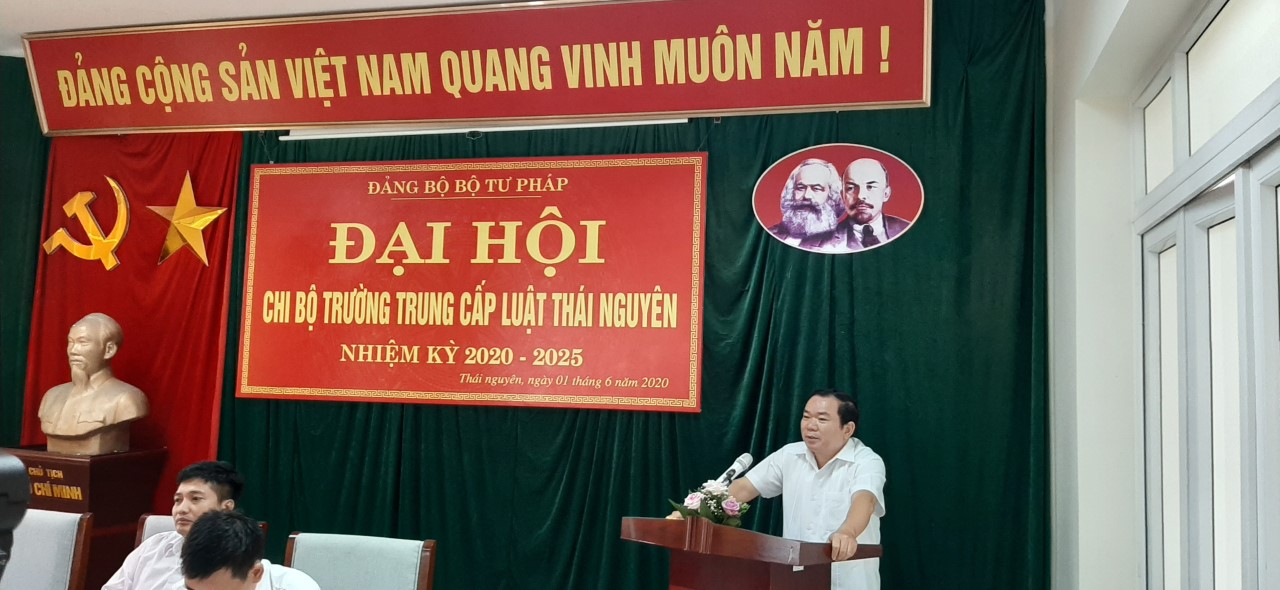 ĐẢNG CỘNG SẢN VIỆT NAM QUANG VINH MUÔN NĂM !
ĐẢNG BỘ BỘ TƯ PHÁP
ĐẠI HỘI
CHI BỘ TRƯỜNG TRUNG CẤP LUẬT THÁI NGUYÊN
NHIỆM KỲ 2020 - 2025
Thái nguyên, ngày 01 tháng 6 năm 2020
CHỦ TỊCH
CHÍ MINH